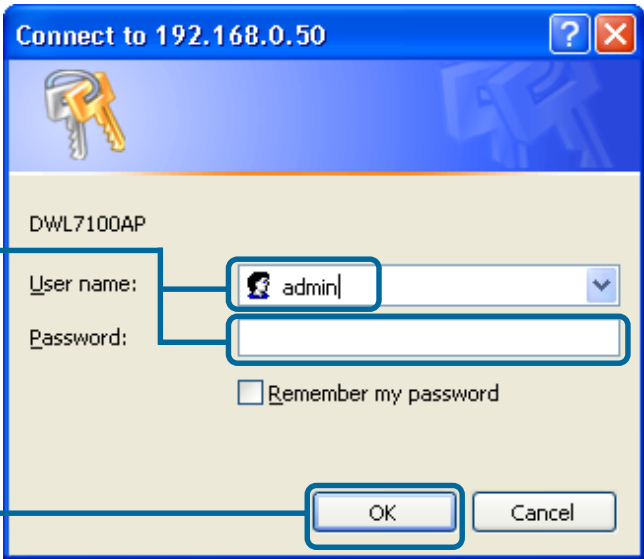 Connect to 192.168.0.50
DWL7100AP
User name: admin
Password:
Remember my password
OK Cancel